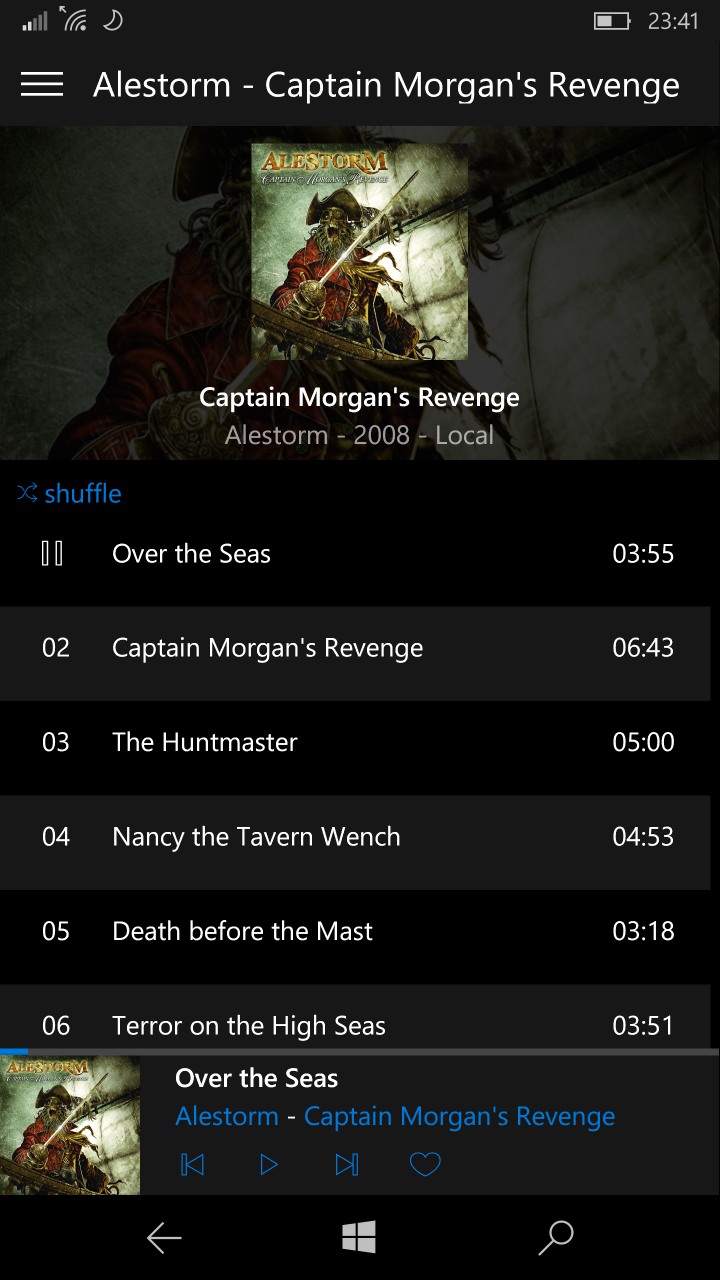 23:41
Alestorm - Captain Morgan's Revenge
ALESTORM
CAPTAIN MORGAN'S REVENGE
Captain Morgan's Revenge
Alestorm - 2008 - Local
shuffle
Over the Seas 03:55
02 Captain Morgan's Revenge 06:43
03 The Huntmaster 05:00
04 Nancy the Tavern Wench 04:53
05 Death before the Mast 03:18
06 Terror on the High Seas 03:51
ALESTORM
CAPTAIN MORGAN'S REVENGE
Over the Seas
Alestorm - Captain Morgan's Revenge